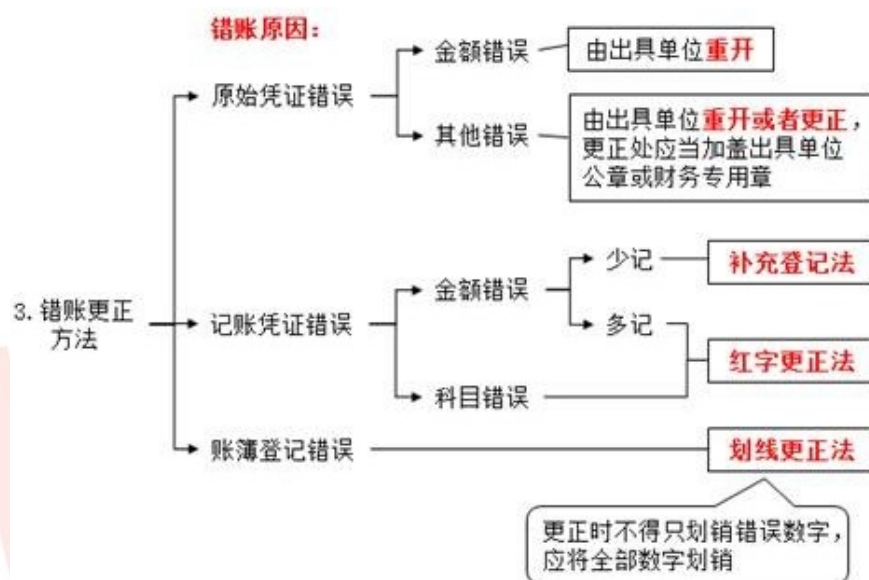 错账原因：
金额错误
由出具单位重开
原始凭证错误
其他错误
由出具单位重开或者更正，
更正处应当加盖出具单位
公章或财务专用章
3. 错账更正
方法
记账凭证错误
金额错误
少记
补充登记法
多记
红字更正法
科目错误
账簿登记错误
划线更正法
更正时不得只划销错误数字，
应将全部数字划销